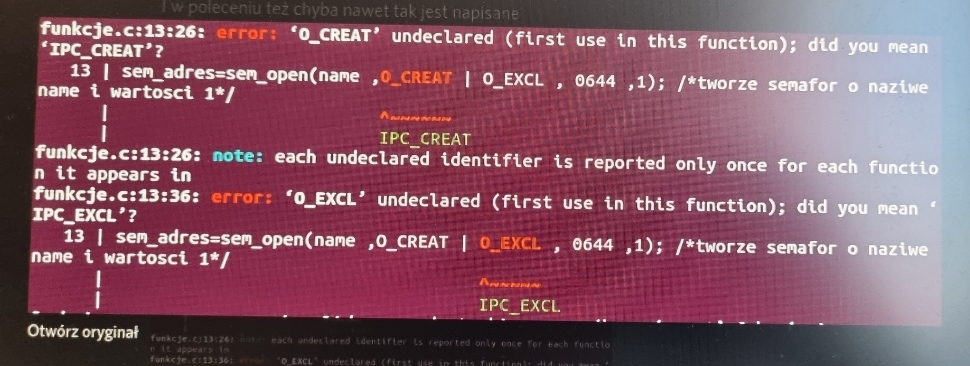 I w poleceniu też chyba nawet tak jest napisane
funkcje.c:13:26: error: ‘O_CREAT’ undeclared (first use in this function); did you mean
‘IPC_CREAT’?
13 | sem_adres=sem_open(name ,O_CREAT | O_EXCL , 0644 ,1); /*tworze semafor o naziwe
name i wartosci 1*/
|
| ^~~~~~~
IPC_CREAT
funkcje.c:13:26: note: each undeclared identifier is reported only once for each functio
n it appears in
funkcje.c:13:36: error: ‘O_EXCL’ undeclared (first use in this function); did you mean ‘
IPC_EXCL’?
13 | sem_adres=sem_open(name ,O_CREAT | O_EXCL , 0644 ,1); /*tworze semafor o naziwe
name i wartosci 1*/
|
| ^~~~~~
IPC_EXCL
Otwórz oryginał
funkcje.c:13:26: note: each undeclared identifier is reported only once for each functio
n it appears in
funkcje.c:13:36: error: ‘O_EXCL’ undeclared (first use in this function); did you mean ‘